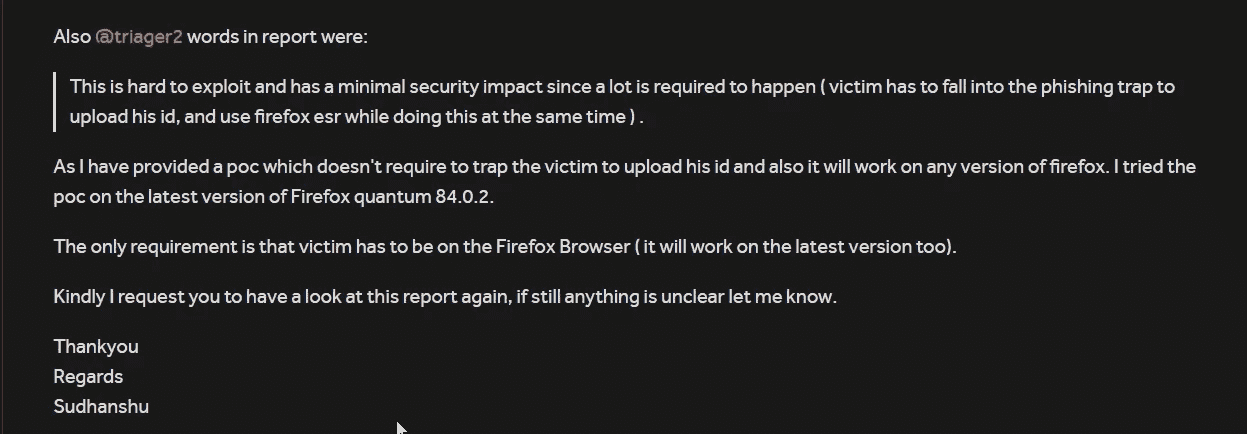 Also @triager2 words in report were:
This is hard to exploit and has a minimal security impact since a lot is required to happen ( victim has to fall into the phishing trap to
upload his id, and use firefox esr while doing this at the same time ) .
As I have provided a poc which doesn't require to trap the victim to upload his id and also it will work on any version of firefox. I tried the
poc on the latest version of Firefox quantum 84.0.2.
The only requirement is that victim has to be on the Firefox Browser ( it will work on the latest version too).
Kindly I request you to have a look at this report again, if still anything is unclear let me know.
Thankyou
Regards
Sudhanshu